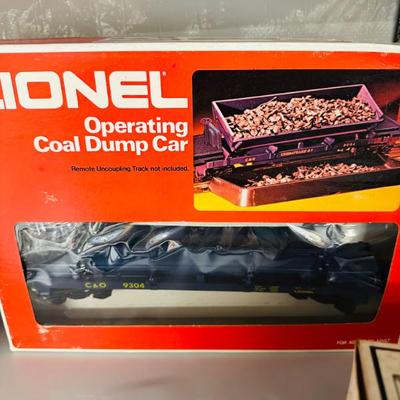 LIONEL
Operating
Coal Dump Car
Remote Uncoupling Track not included.
C&O 9304